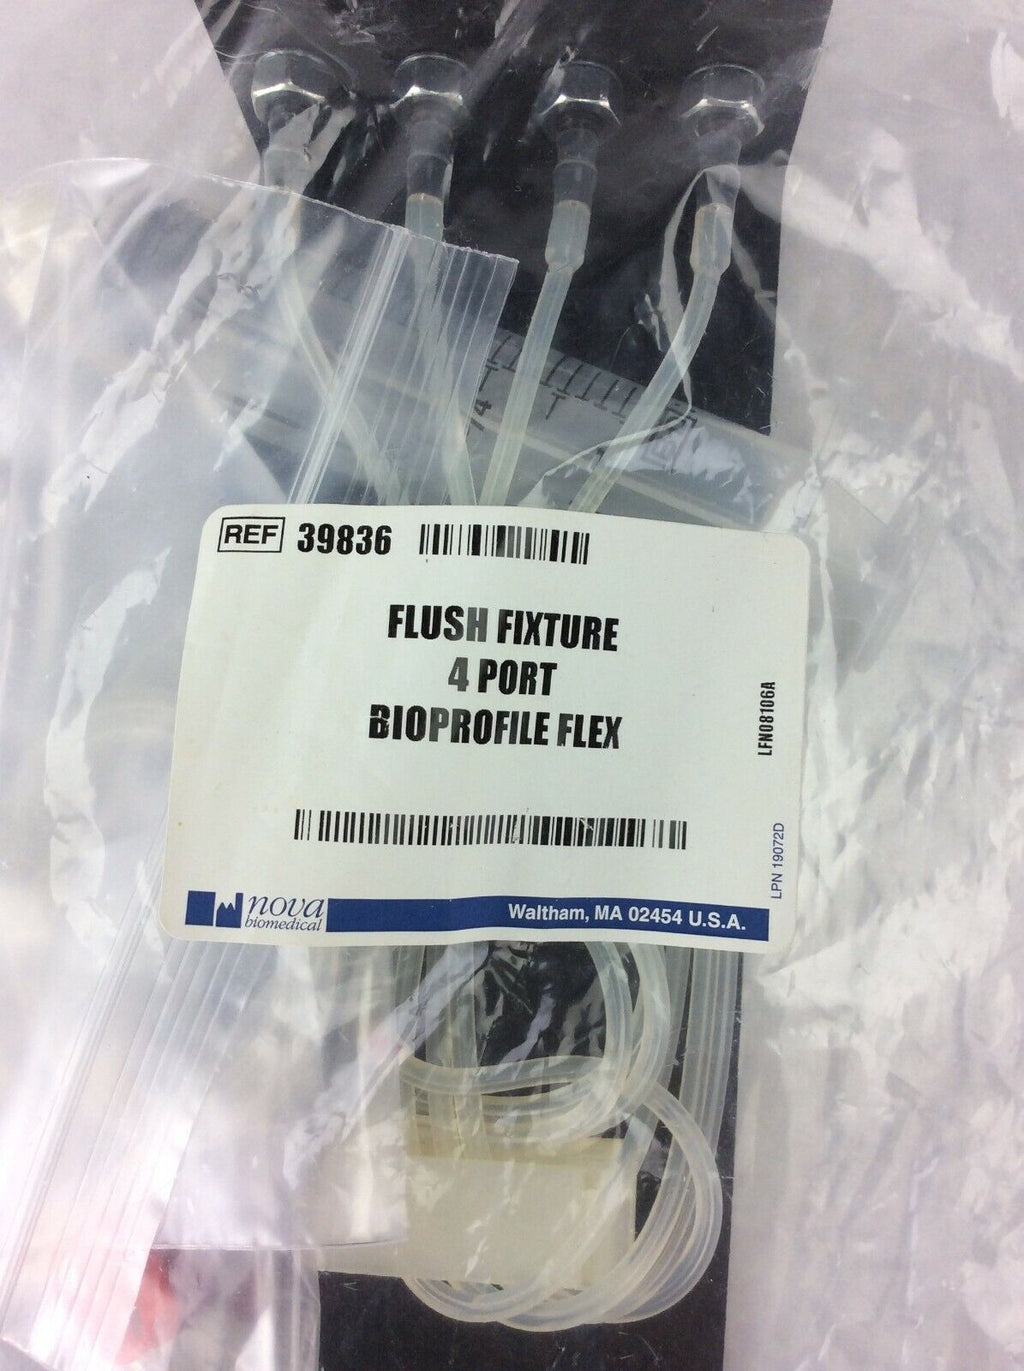 REF 39836
FLUSH FIXTURE
4 PORT
BIOPROFILE FLEX
LFN08106A
LPN 19072D
nova
biomedical
Waltham, MA 02454 U.S.A.